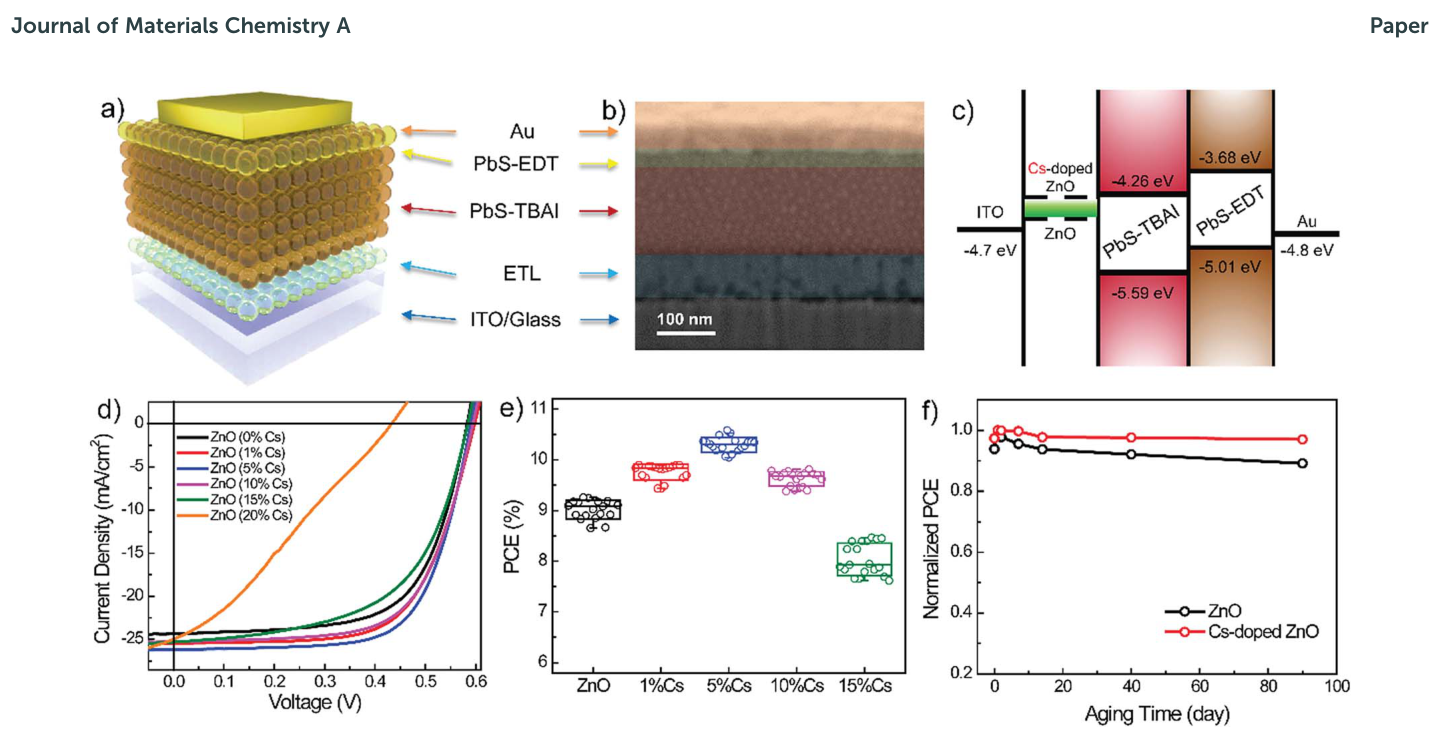 Journal of Materials Chemistry A
Paper
a)
Au
PbS-EDT
PbS-TBAI
ETL
ITO/Glass
b)
100 nm
c)
ITO
-4.7 eV
Cs-doped
ZnO
ZnO
-4.26 eV
PbS-TBAI
-5.59 eV
-3.68 eV
PbS-EDT
-5.01 eV
Au
-4.8 eV
d)
Current Density (mA/cm²)
0
-5
-10
-15
-20
-25
ZnO (0% Cs)
ZnO (1% Cs)
ZnO (5% Cs)
ZnO (10% Cs)
ZnO (15% Cs)
ZnO (20% Cs)
0.0 0.1 0.2 0.3 0.4 0.5 0.6
Voltage (V)
e)
PCE (%)
11
10
9
8
7
6
ZnO 1%Cs 5%Cs 10%Cs 15%Cs
f)
Normalized PCE
1.0
0.8
0.6
0.4
0.2
ZnO
Cs-doped ZnO
0 20 40 60 80 100
Aging Time (day)